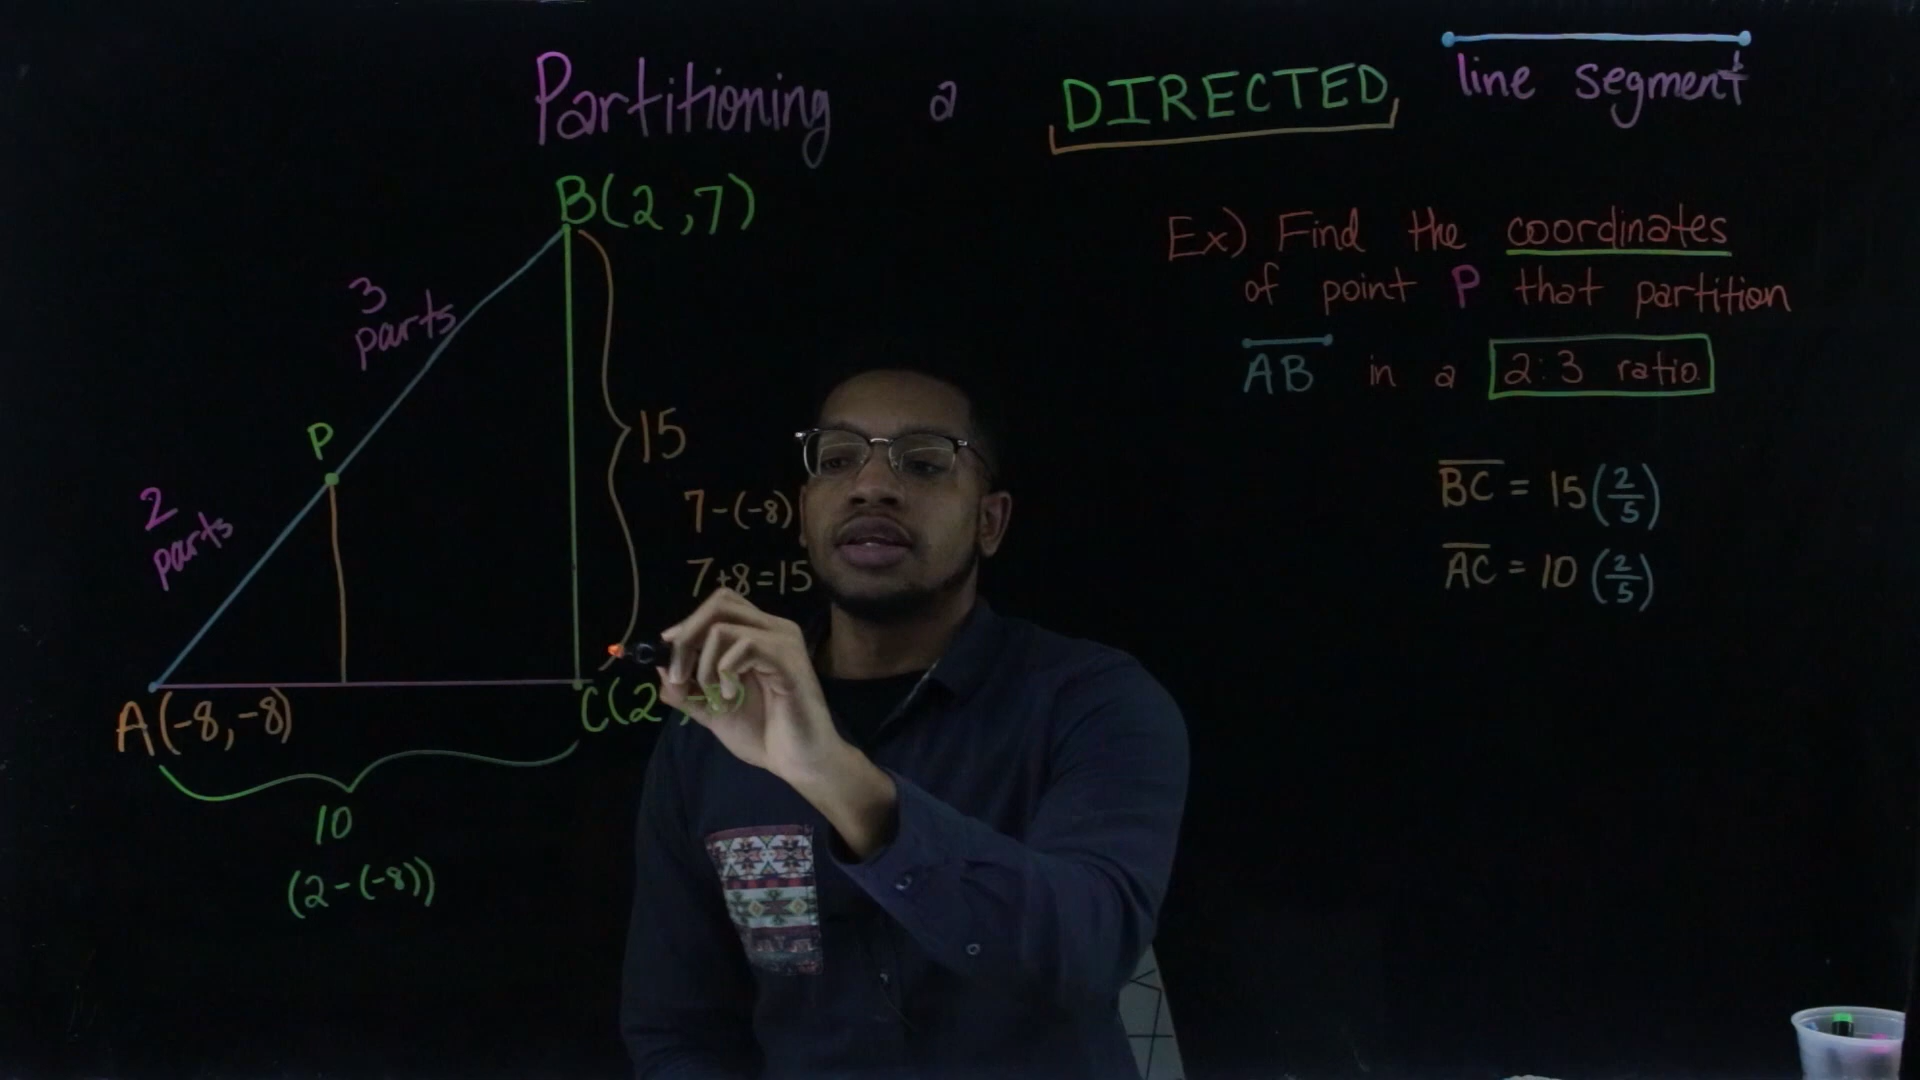 Partitioning a DIRECTED line segment
B(2,7)
3
parts
P
2
parts
A(-8,-8)
C(2,-8)
15
7-(-8)
7+8=15
10
(2-(-8))
Ex) Find the coordinates
of point P that partition
AB in a 2:3 ratio.
BC = 15(2/5)
AC = 10(2/5)